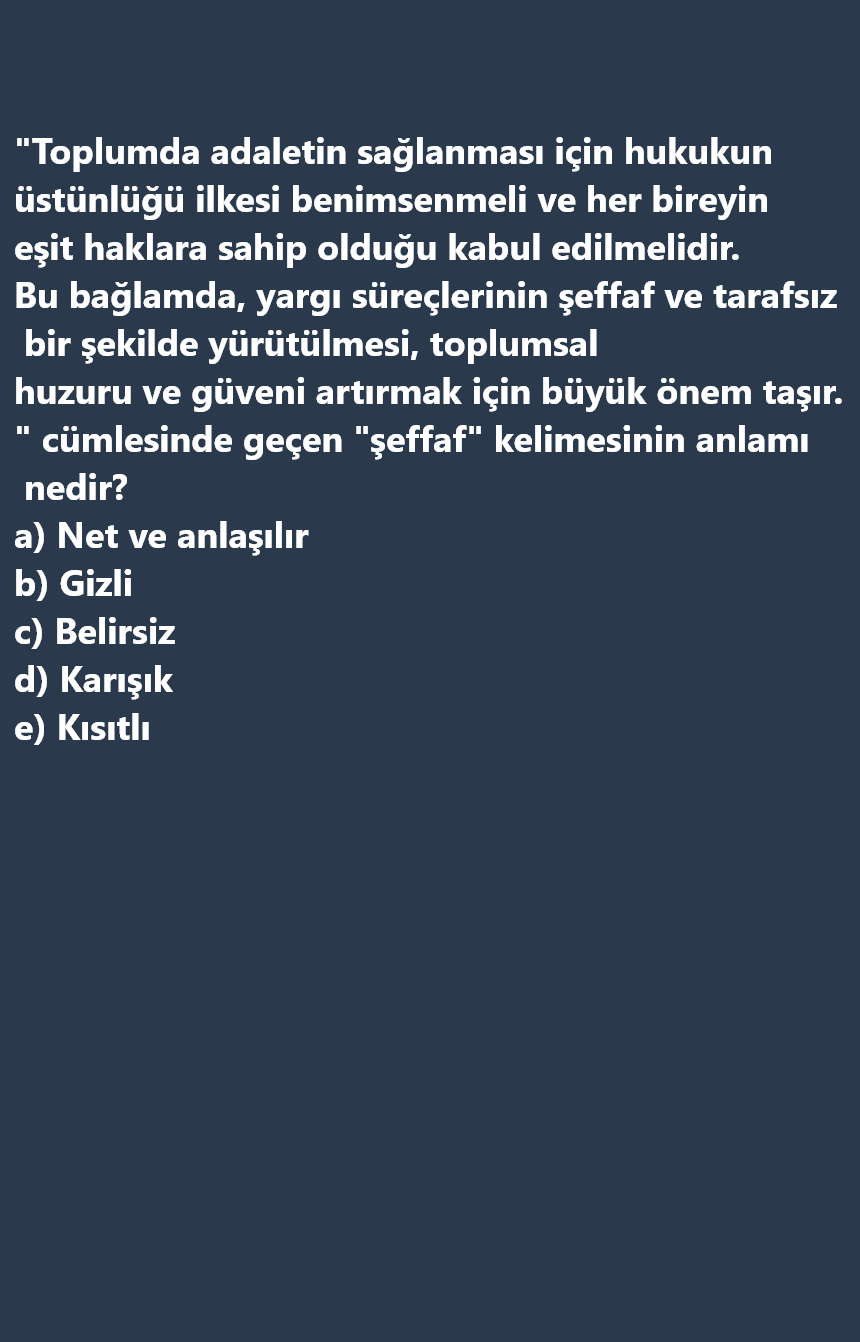 "Toplumda adaletin sağlanması için hukukun
üstünlüğü ilkesi benimsenmeli ve her bireyin
eşit haklara sahip olduğu kabul edilmelidir.
Bu bağlamda, yargı süreçlerinin şeffaf ve tarafsız
bir şekilde yürütülmesi, toplumsal
huzuru ve güveni artırmak için büyük önem taşır.
" cümlesinde geçen "şeffaf" kelimesinin anlamı
nedir?
a) Net ve anlaşılır
b) Gizli
c) Belirsiz
d) Karışık
e) Kısıtlı